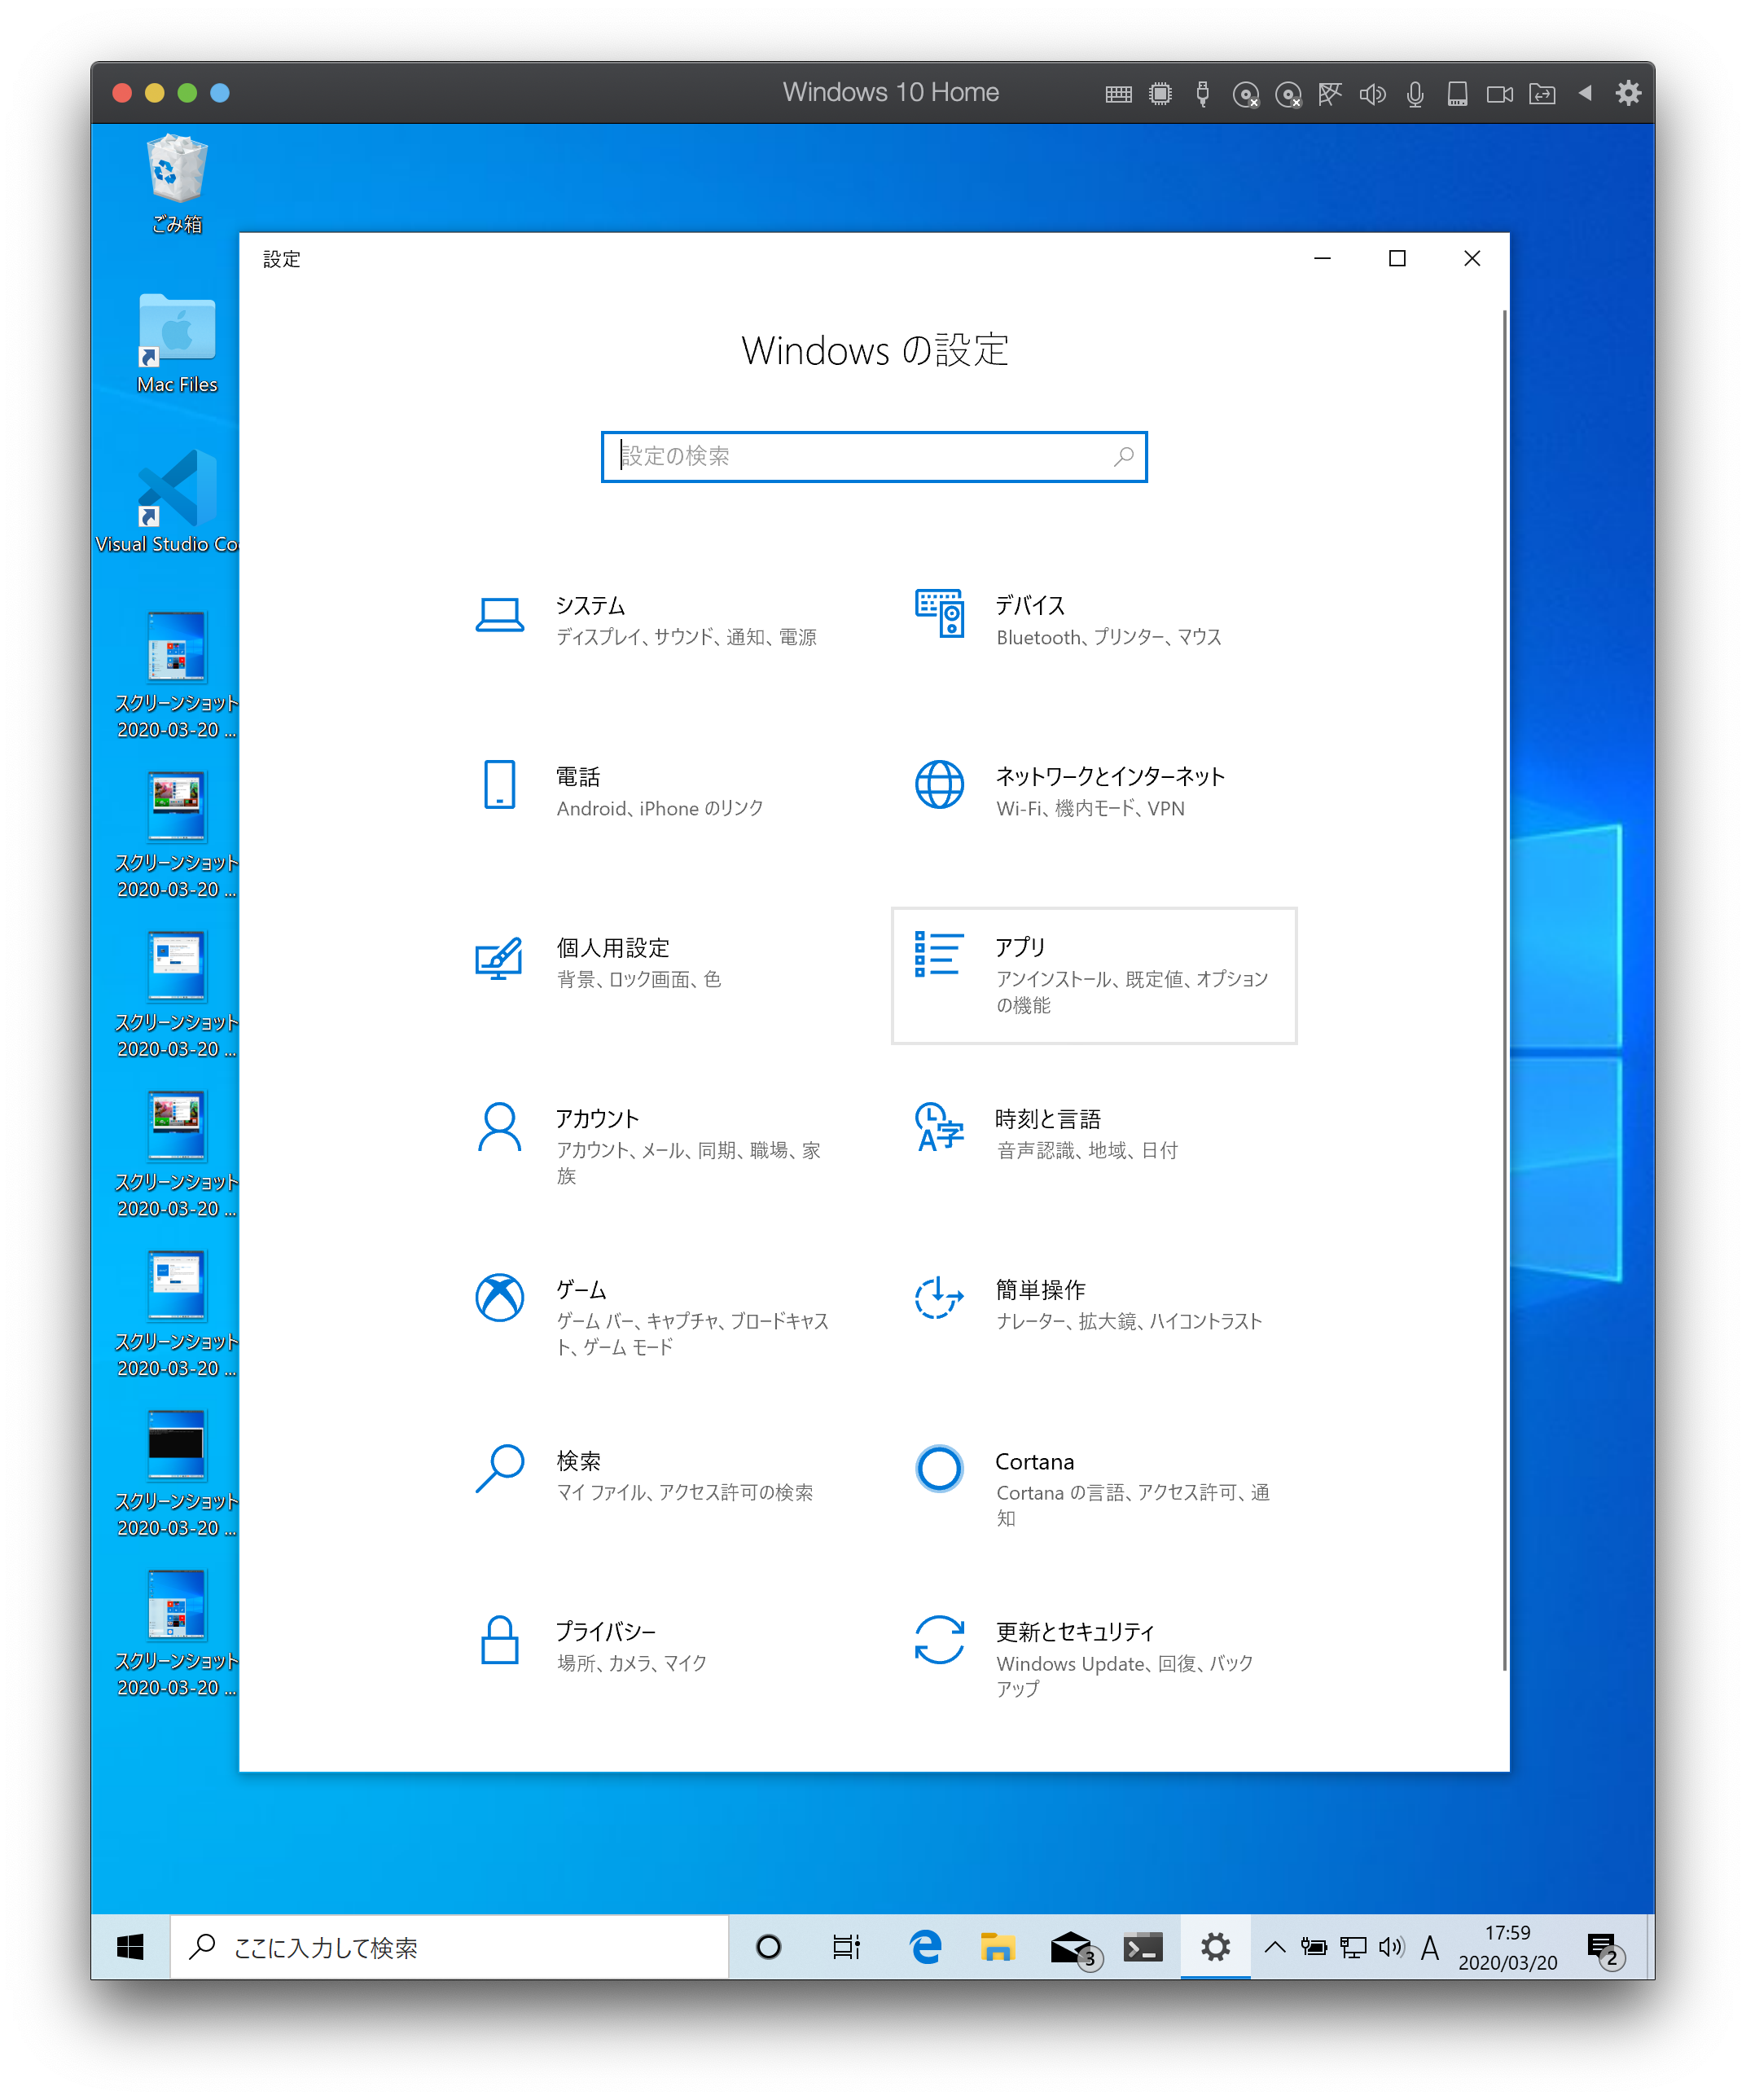 Windows 10 Home
ごみ箱
Mac Files
Visual Studio Co
スクリーンショット
2020-03-20 ...
スクリーンショット
2020-03-20 ...
スクリーンショット
2020-03-20 ...
スクリーンショット
2020-03-20 ...
スクリーンショット
2020-03-20 ...
スクリーンショット
2020-03-20 ...
スクリーンショット
2020-03-20 ...
設定
Windows の設定
設定の検索
システム
ディスプレイ、サウンド、通知、電源
デバイス
Bluetooth、プリンター、マウス
電話
Android、iPhone のリンク
ネットワークとインターネット
Wi-Fi、機内モード、VPN
個人用設定
背景、ロック画面、色
アプリ
アンインストール、既定値、オプション
の機能
アカウント
アカウント、メール、同期、職場、家
族
時刻と言語
音声認識、地域、日付
ゲーム
ゲーム バー、キャプチャ、ブロードキャス
ト、ゲーム モード
簡単操作
ナレーター、拡大鏡、ハイコントラスト
検索
マイ ファイル、アクセス許可の検索
Cortana
Cortana の言語、アクセス許可、通
知
プライバシー
場所、カメラ、マイク
更新とセキュリティ
Windows Update、回復、バック
アップ
ここに入力して検索
3
A
17:59
2020/03/20
2